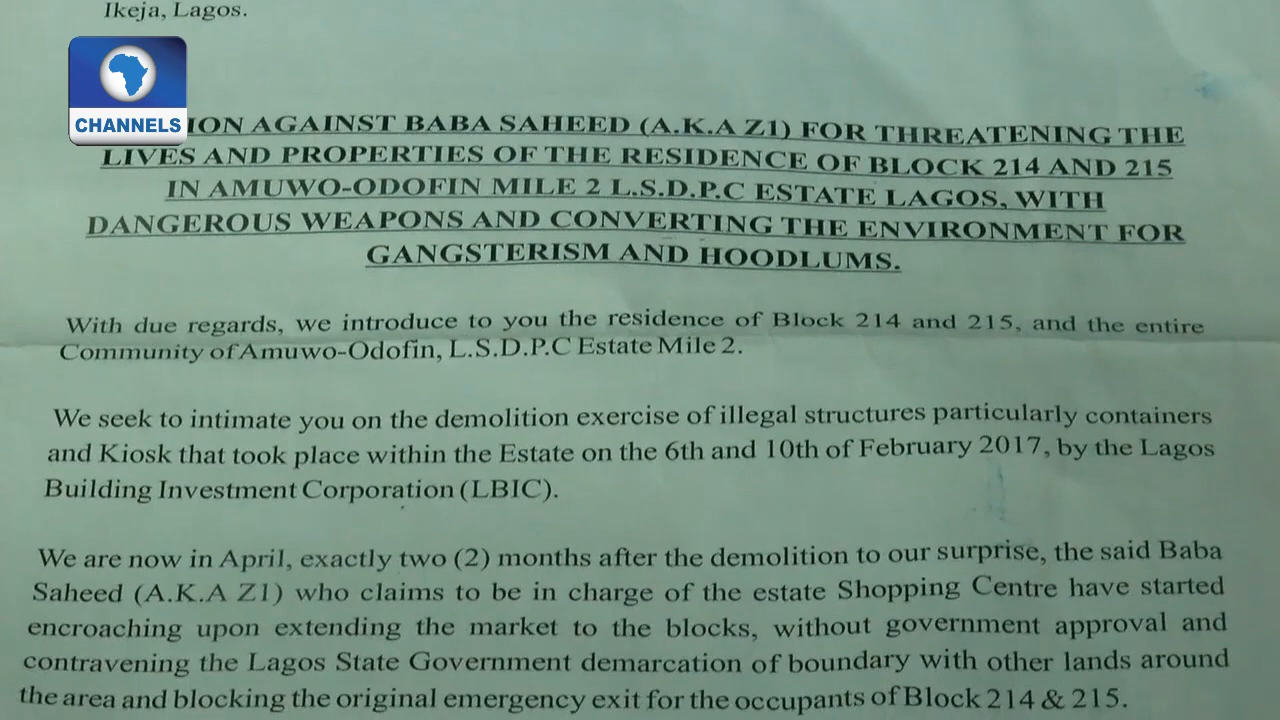 Ikeja, Lagos.
CHANNELS
ION AGAINST BABA SAHEED (A.K.A Z1) FOR THREATENING THE
LIVES AND PROPERTIES OF THE RESIDENCE OF BLOCK 214 AND 215
IN AMUWO-ODOFIN MILE 2 L.S.D.P.C ESTATE LAGOS, WITH
DANGEROUS WEAPONS AND CONVERTING THE ENVIRONMENT FOR
GANGSTERISM AND HOODLUMS.
With due regards, we introduce to you the residence of Block 214 and 215, and the entire
Community of Amuwo-Odofin, L.S.D.P.C Estate Mile 2.
We seek to intimate you on the demolition exercise of illegal structures particularly containers
and Kiosk that took place within the Estate on the 6th and 10th of February 2017, by the Lagos
Building Investment Corporation (LBIC).
We are now in April, exactly two (2) months after the demolition to our surprise, the said Baba
Saheed (A.K.A Z1) who claims to be in charge of the estate Shopping Centre have started
encroaching upon extending the market to the blocks, without government approval and
contravening the Lagos State Government demarcation of boundary with other lands around
the area and blocking the original emergency exit for the occupants of Block 214 & 215.